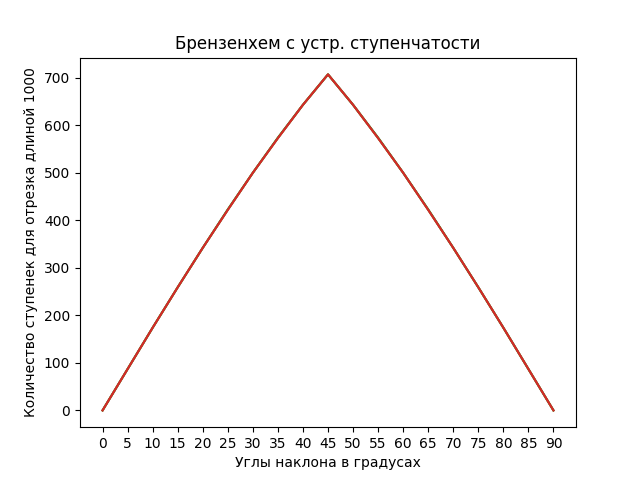 Брензенхем с устр. ступенчатости
Количество ступенек для отрезка длиной 1000
700
600
500
400
300
200
100
0
0 5 10 15 20 25 30 35 40 45 50 55 60 65 70 75 80 85 90
Углы наклона в градусах